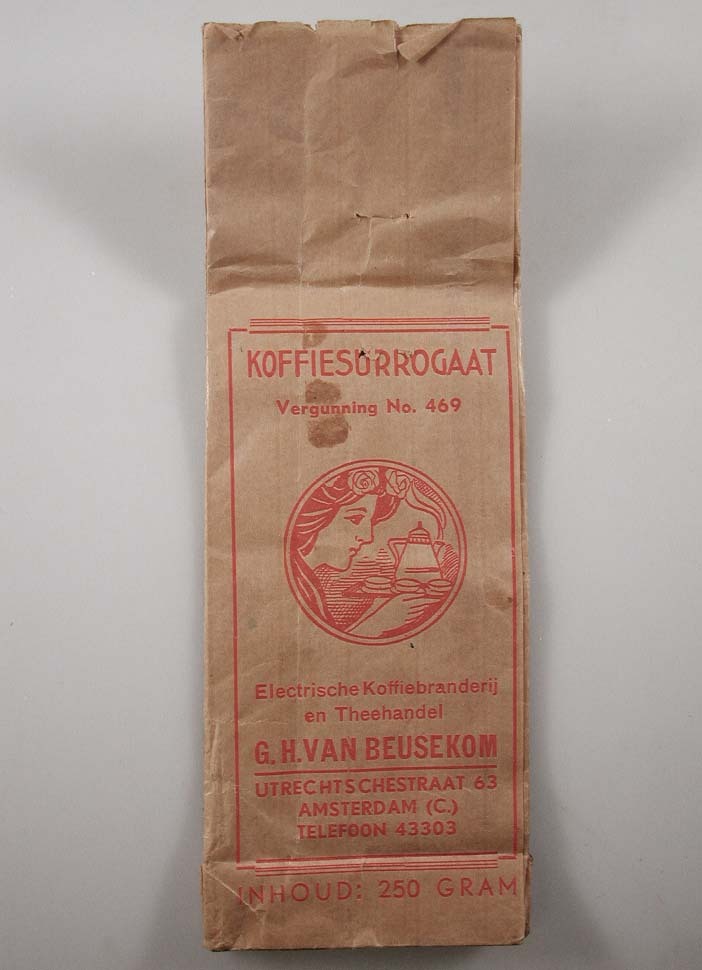 KOFFIESURROGAAT
Vergunning No. 469
Electrische Koffiebranderij
en Theehandel
G. H. VAN BEUSEKOM
UTRECHTSCHESTRAAT 63
AMSTERDAM (C.)
TELEFOON 43303
INHOUD: 250 GRAM